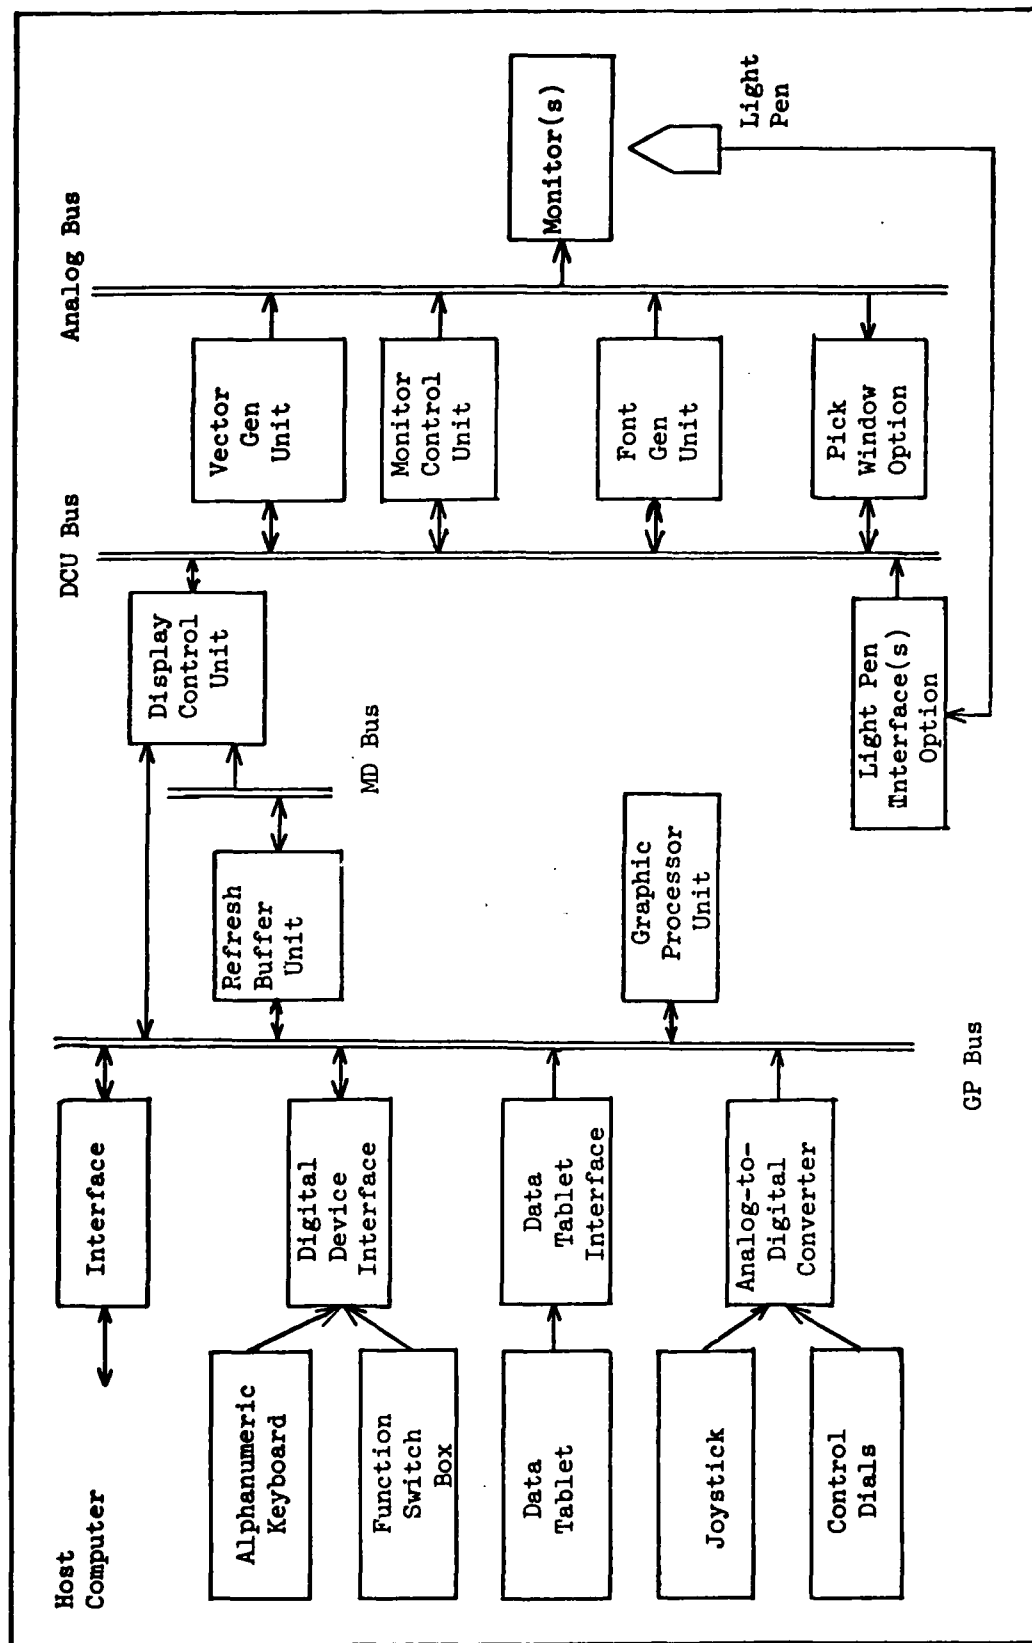 Host
Computer
Interface
Alphanumeric
Keyboard
Function
Switch
Box
Digital
Device
Interface
Data
Tablet
Data
Tablet
Interface
Joystick
Control
Dials
Analog-to-
Digital
Converter
GP Bus
Refresh
Buffer
Unit
Graphic
Processor
Unit
MD Bus
Display
Control
Unit
Light Pen
Interface(s)
Option
DCU Bus
Vector
Gen
Unit
Monitor
Control
Unit
Font
Gen
Unit
Pick
Window
Option
Analog Bus
Monitor(s)
Light
Pen